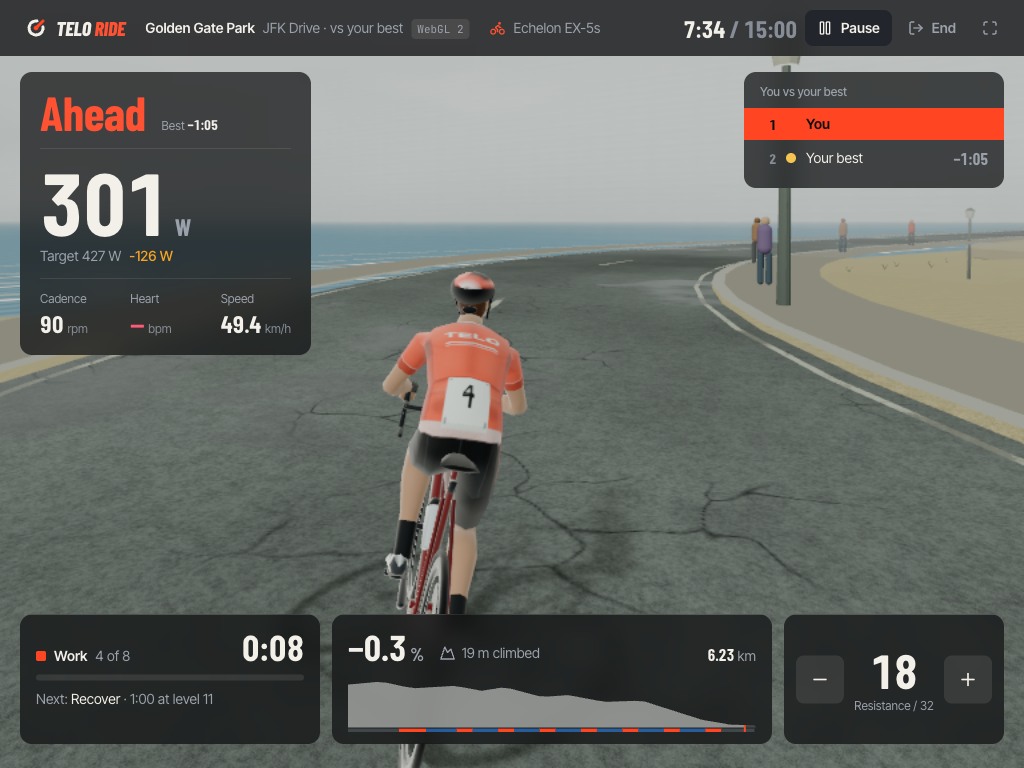 TELO RIDE Golden Gate Park JFK Drive · vs your best WebGL 2 Echelon EX-5s 7:34 / 15:00 Pause End
Ahead Best −1:05
301 W
Target 427 W -126 W
Cadence Heart Speed
90 rpm — bpm 49.4 km/h
You vs your best
1 You
2 Your best −1:05
TELO
4
Work 4 of 8 0:08
Next: Recover · 1:00 at level 11
−0.3 % 19 m climbed 6.23 km
− 18 +
Resistance / 32